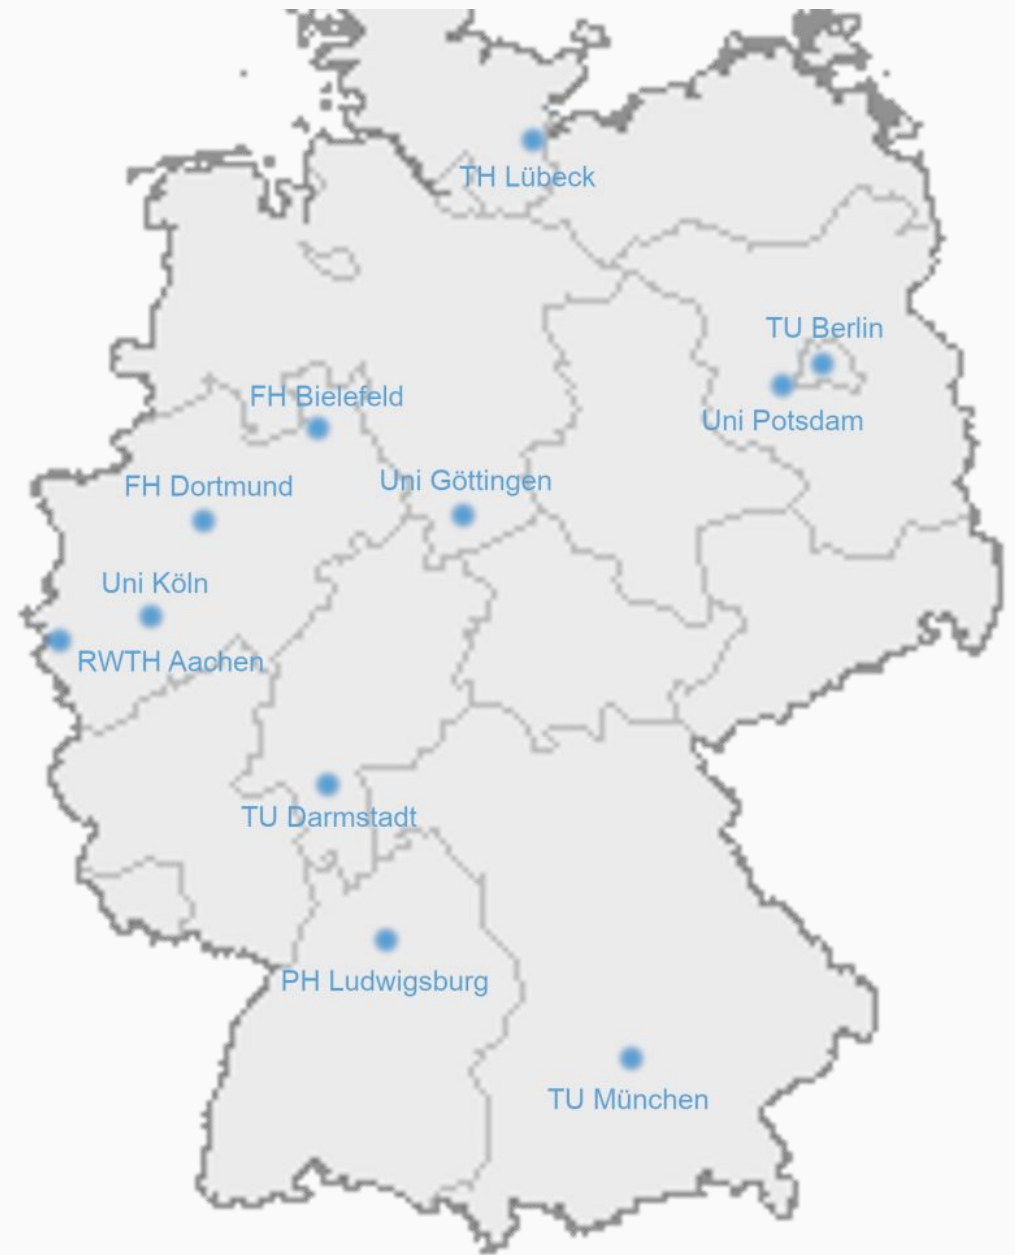 TH Lübeck
TU Berlin
FH Bielefeld
Uni Potsdam
Uni Göttingen
FH Dortmund
Uni Köln
RWTH Aachen
TU Darmstadt
PH Ludwigsburg
TU München